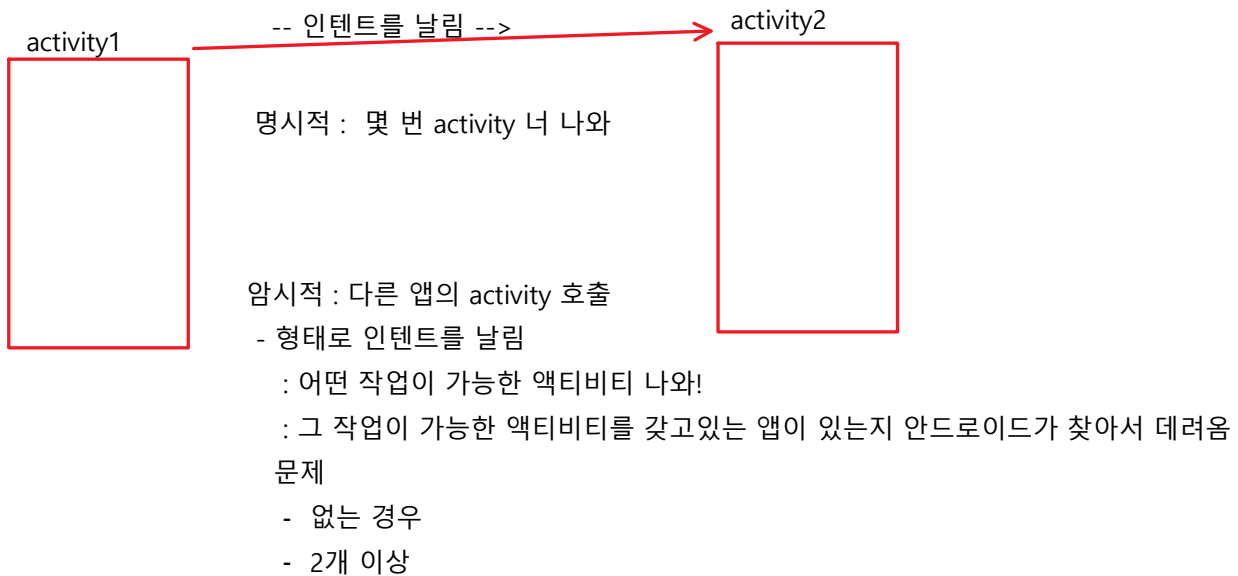 activity1
-- 인텐트를 날림 -->
activity2
명시적 :  몇 번 activity 너 나와
암시적 : 다른 앱의 activity 호출
- 형태로 인텐트를 날림
: 어떤 작업이 가능한 액티비티 나와!
: 그 작업이 가능한 액티비티를 갖고있는 앱이 있는지 안드로이드가 찾아서 데려옴
문제
- 없는 경우
- 2개 이상